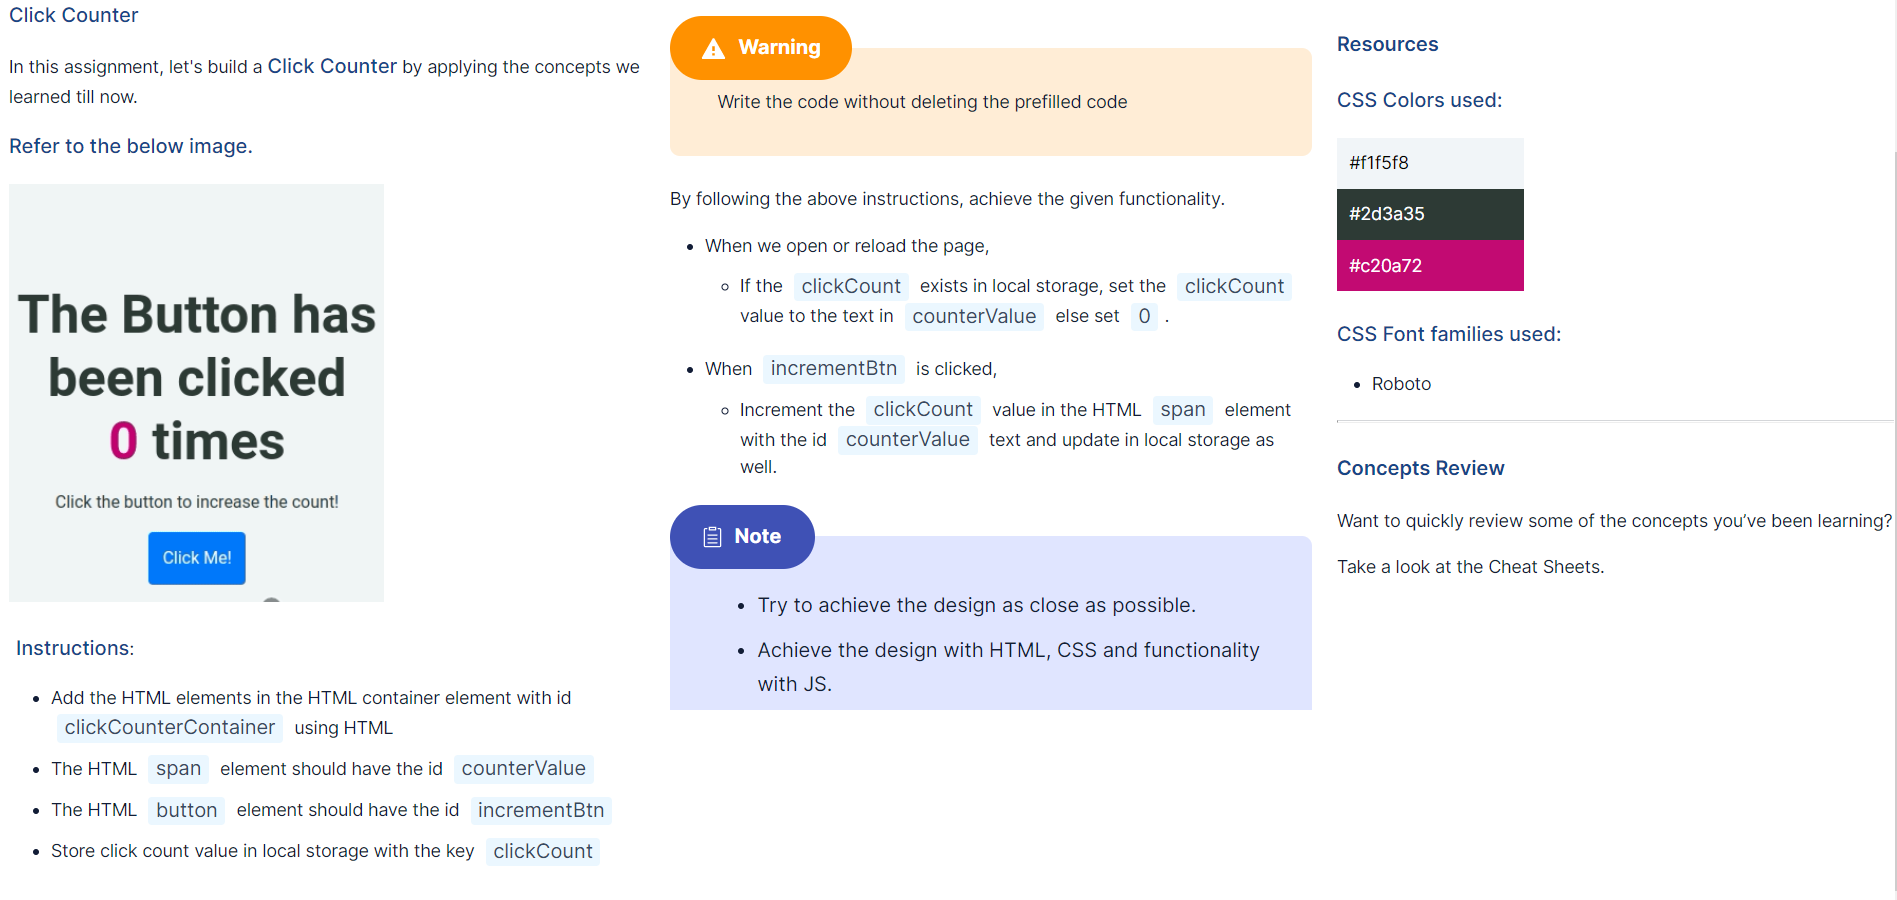 Click Counter
In this assignment, let's build a Click Counter by applying the concepts we
learned till now.
Refer to the below image.
The Button has
been clicked
0 times
Click the button to increase the count!
Click Me!
Instructions:
Add the HTML elements in the HTML container element with id
clickCounterContainer using HTML
The HTML span element should have the id counterValue
The HTML button element should have the id incrementBtn
Store click count value in local storage with the key clickCount
Warning
Write the code without deleting the prefilled code
By following the above instructions, achieve the given functionality.
When we open or reload the page,
If the clickCount exists in local storage, set the clickCount
value to the text in counterValue else set 0 .
When incrementBtn is clicked,
Increment the clickCount value in the HTML span element
with the id counterValue text and update in local storage as
well.
Note
Try to achieve the design as close as possible.
Achieve the design with HTML, CSS and functionality
with JS.
Resources
CSS Colors used:
#f1f5f8
#2d3a35
#c20a72
CSS Font families used:
Roboto
Concepts Review
Want to quickly review some of the concepts you’ve been learning?
Take a look at the Cheat Sheets.